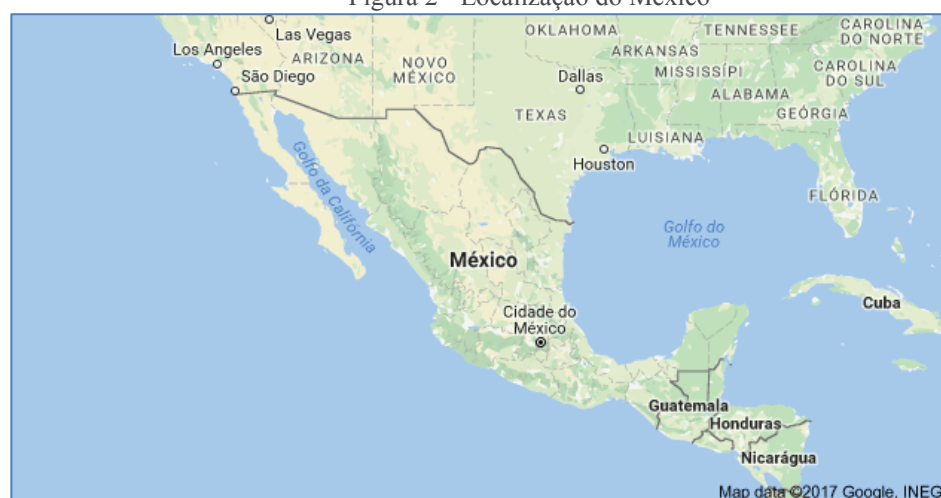 Figura 2 - Localização do México
OKLAHOMA
TENNESSEE
CAROLINA
DO NORTE
Las Vegas
Los Angeles
ARIZONA
NOVO
MÉXICO
ARKANSAS
MISSISSÍPI
CAROLINA
DO SUL
São Diego
Dallas
ALABAMA
TEXAS
GEÓRGIA
LUISIANA
Houston
Golfo da Califórnia
FLÓRIDA
Golfo do
México
México
Cuba
Cidade do
México
Guatemala
Honduras
Nicarágua
Map data ©2017 Google, INEG